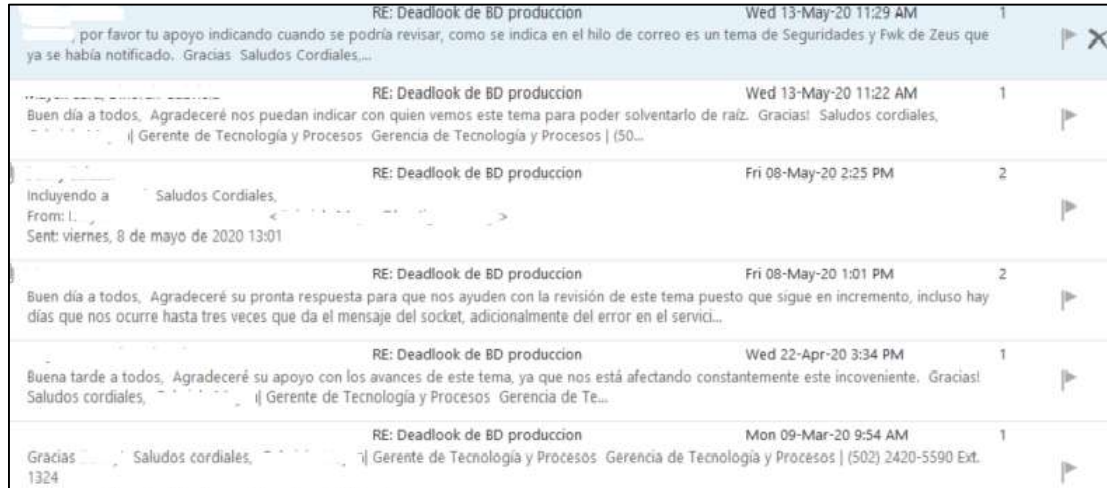 RE: Deadlook de BD produccion Wed 13-May-20 11:29 AM 1
, por favor tu apoyo indicando cuando se podría revisar, como se indica en el hilo de correo es un tema de Seguridades y Fwk de Zeus que
ya se había notificado. Gracias Saludos Cordiales,...
RE: Deadlook de BD produccion Wed 13-May-20 11:22 AM 1
Buen día a todos, Agradeceré nos puedan indicar con quien vemos este tema para poder solventarlo de raíz. Gracias! Saludos cordiales,
| Gerente de Tecnología y Procesos Gerencia de Tecnología y Procesos | (50...
RE: Deadlook de BD produccion Fri 08-May-20 2:25 PM 2
Incluyendo a Saludos Cordiales,
From: < >
Sent: viernes, 8 de mayo de 2020 13:01
RE: Deadlook de BD produccion Fri 08-May-20 1:01 PM 2
Buen día a todos, Agradeceré su pronta respuesta para que nos ayuden con la revisión de este tema puesto que sigue en incremento, incluso hay
días que nos ocurre hasta tres veces que da el mensaje del socket, adicionalmente del error en el servici...
RE: Deadlook de BD produccion Wed 22-Apr-20 3:34 PM 1
Buena tarde a todos, Agradeceré su apoyo con los avances de este tema, ya que nos está afectando constantemente este incoveniente. Gracias!
Saludos cordiales, | Gerente de Tecnología y Procesos Gerencia de Te...
RE: Deadlook de BD produccion Mon 09-Mar-20 9:54 AM 1
Gracias Saludos cordiales, | Gerente de Tecnología y Procesos Gerencia de Tecnología y Procesos | (502) 2420-5590 Ext.
1324